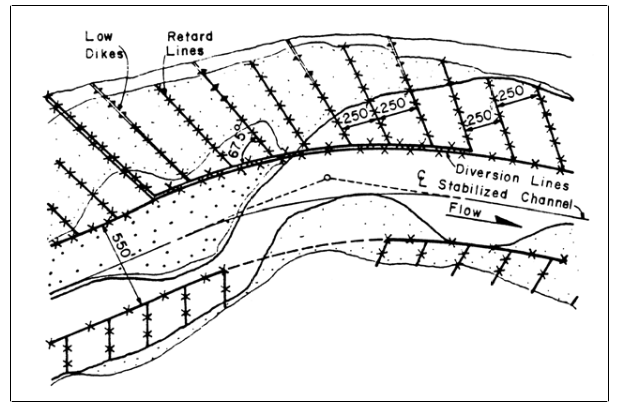 Low
Dikes
Retard
Lines
67.5°
250
250
250
250
Diversion Lines
℄ Stabilized Channel
Flow
550'